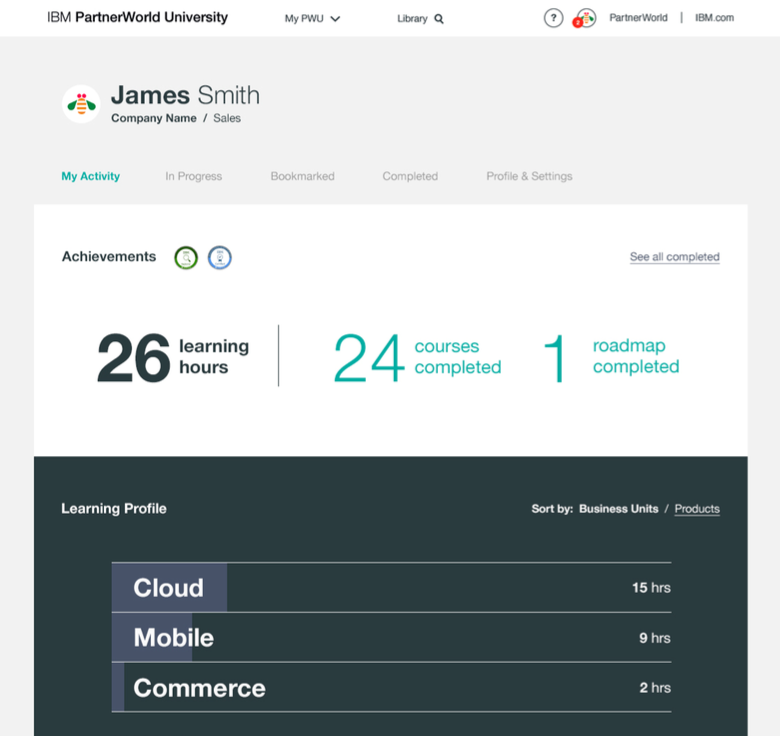 IBM PartnerWorld University
My PWU
Library
?
2
PartnerWorld | IBM.com
James Smith
Company Name / Sales
My Activity
In Progress
Bookmarked
Completed
Profile & Settings
Achievements
See all completed
26 learning hours
24 courses completed
1 roadmap completed
Learning Profile
Sort by: Business Units / Products
Cloud
15 hrs
Mobile
9 hrs
Commerce
2 hrs